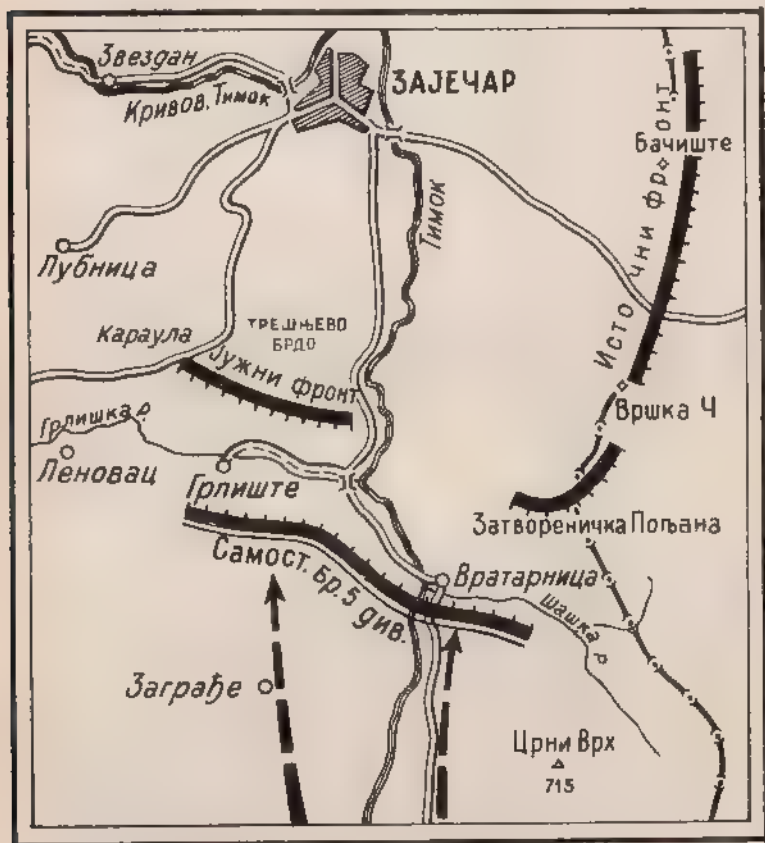 Звездан
Кривов. Тимок
ЗАЈЕЧАР
Бачиште
Источни фронт
Тимок
Лубница
Караула
ТРЕШЊЕВО
БРДО
Јужни фронт
Вршка Ч
Грлишка р.
Леновац
Грлиште
Затвореничка Пољана
Самост. бр. 5 див.
Вратарница
Шашка р.
Заграђе
Црни Врх
715